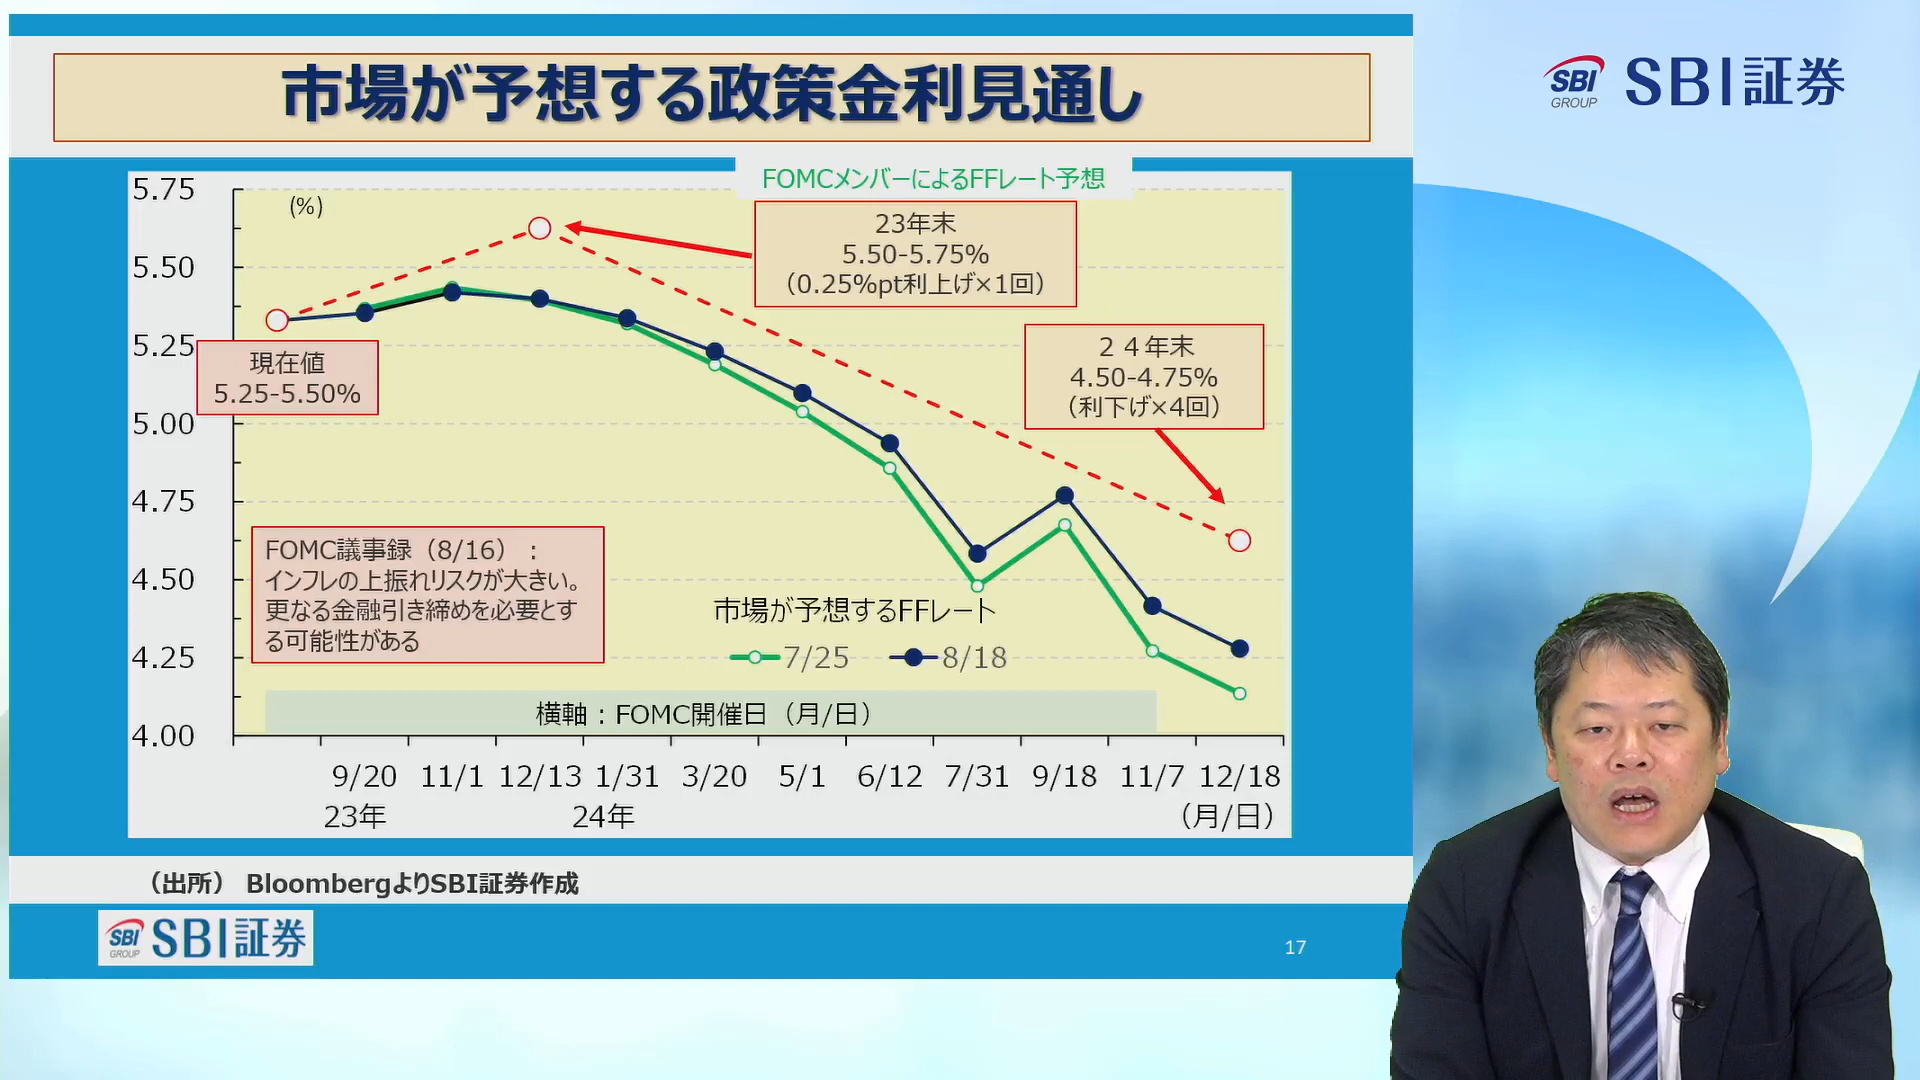 市場が予想する政策金利見通し
SBI
GROUP
SBI証券
FOMCメンバーによるFFレート予想
(%)
5.75
5.50
5.25
5.00
4.75
4.50
4.25
4.00
23年末
5.50-5.75%
（0.25%pt利上げ×1回）
２４年末
4.50-4.75%
（利下げ×4回）
現在値
5.25-5.50%
FOMC議事録（8/16）：
インフレの上振れリスクが大きい。
更なる金融引き締めを必要とす
る可能性がある
市場が予想するFFレート
7/25 8/18
横軸：FOMC開催日（月/日）
9/20 11/1 12/13 1/31 3/20 5/1 6/12 7/31 9/18 11/7 12/18
23年 24年 （月/日）
（出所） BloombergよりSBI証券作成
SBI
GROUP
SBI証券
17